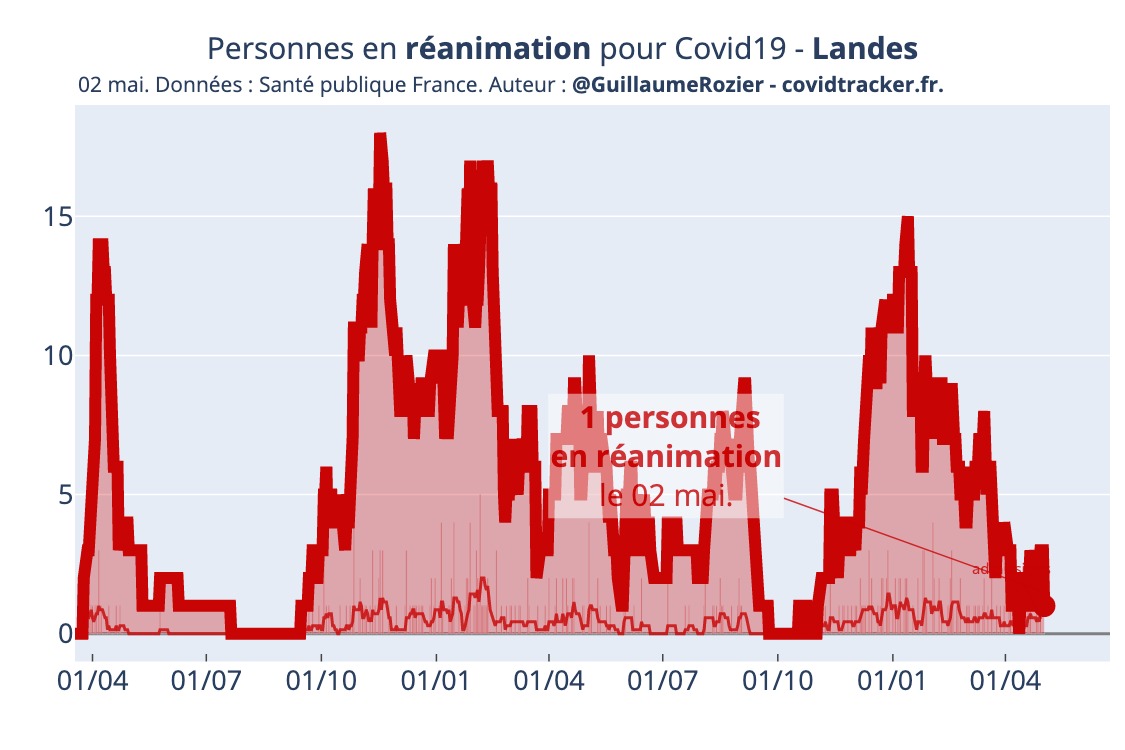 Personnes en réanimation pour Covid19 - Landes
02 mai. Données : Santé publique France. Auteur : @GuillaumeRozier - covidtracker.fr.
15
10
5
0
1 personnes
en réanimation
le 02 mai.
01/04
01/07
01/10
01/01
01/04
01/07
01/10
01/01
01/04